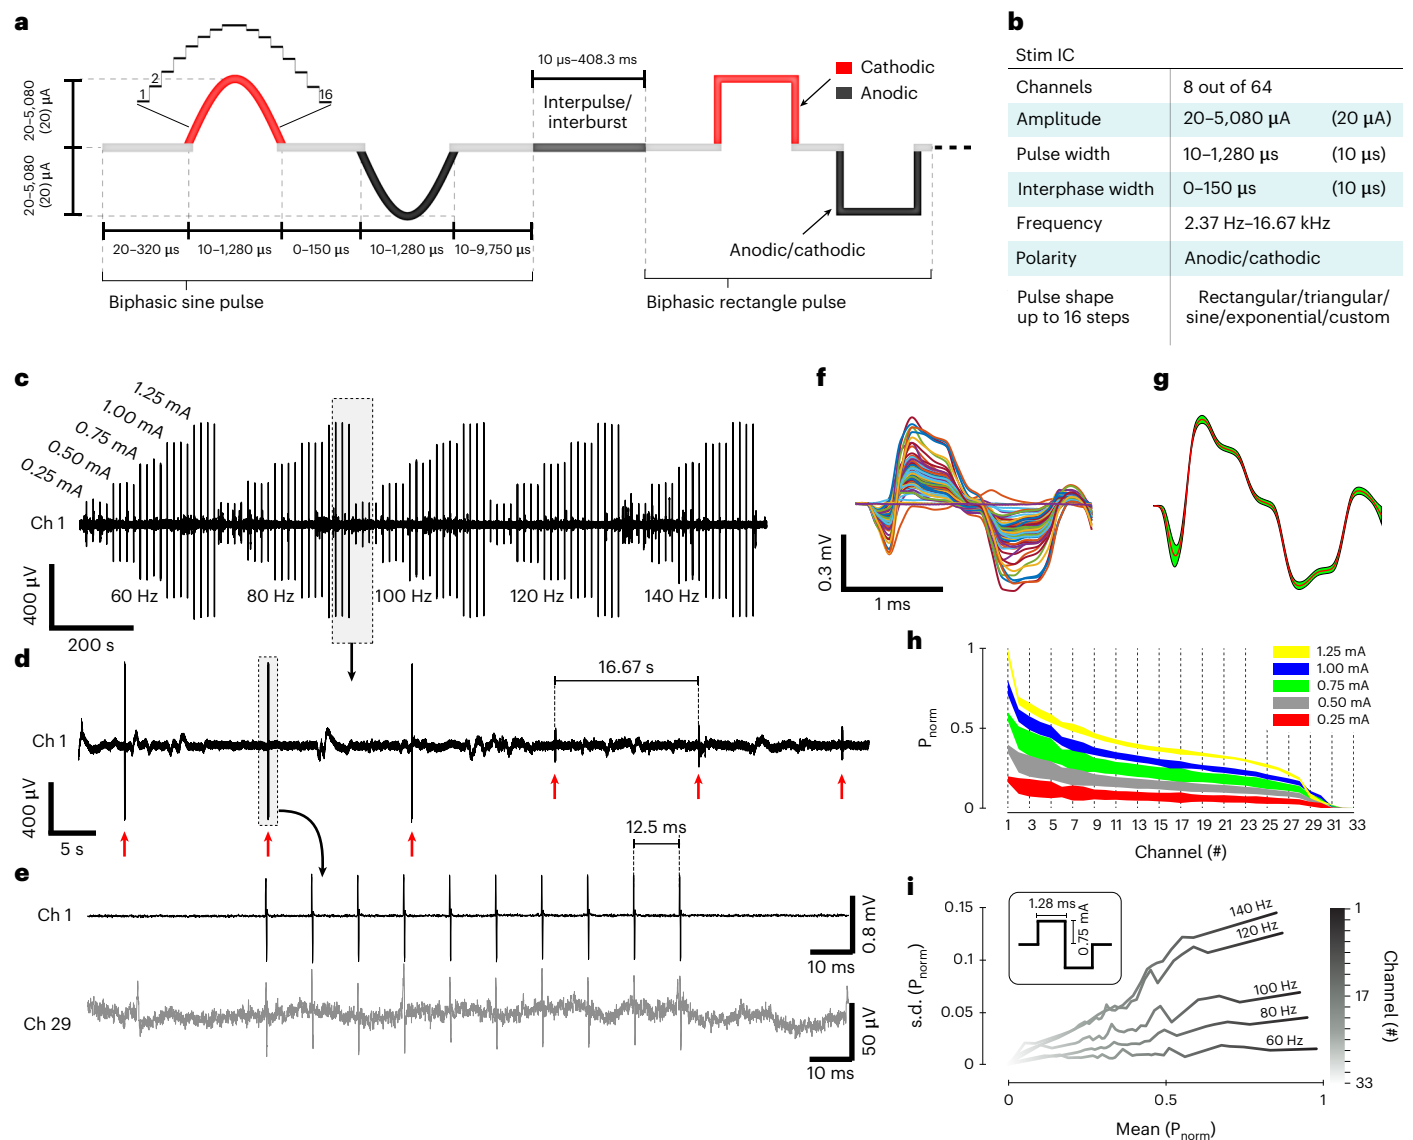 a
1
2
16
20–5,080
(20) µA
20–5,080
(20) µA
20–320 µs
10–1,280 µs
0–150 µs
10–1,280 µs
10–9,750 µs
Biphasic sine pulse
10 µs–408.3 ms
Interpulse/
interburst
Cathodic
Anodic
Anodic/cathodic
Biphasic rectangle pulse
b
Stim IC
Channels 8 out of 64
Amplitude 20–5,080 µA (20 µA)
Pulse width 10–1,280 µs (10 µs)
Interphase width 0–150 µs (10 µs)
Frequency 2.37 Hz–16.67 kHz
Polarity Anodic/cathodic
Pulse shape
up to 16 steps
Rectangular/triangular/
sine/exponential/custom
c
1.25 mA
1.00 mA
0.75 mA
0.50 mA
0.25 mA
Ch 1
60 Hz
80 Hz
100 Hz
120 Hz
140 Hz
400 µV
200 s
d
16.67 s
Ch 1
400 µV
5 s
12.5 ms
e
Ch 1
0.8 mV
10 ms
Ch 29
50 µV
10 ms
f
0.3 mV
1 ms
g
h
1
0.5
0
P norm
1.25 mA
1.00 mA
0.75 mA
0.50 mA
0.25 mA
1 3 5 7 9 11 13 15 17 19 21 23 25 27 29 31 33
Channel (#)
i
0.15
0.1
0.05
0
s.d. (P norm)
1.28 ms
0.75 mA
140 Hz
120 Hz
100 Hz
80 Hz
60 Hz
0 0.5 1
Mean (P norm)
1
17
33
Channel (#)